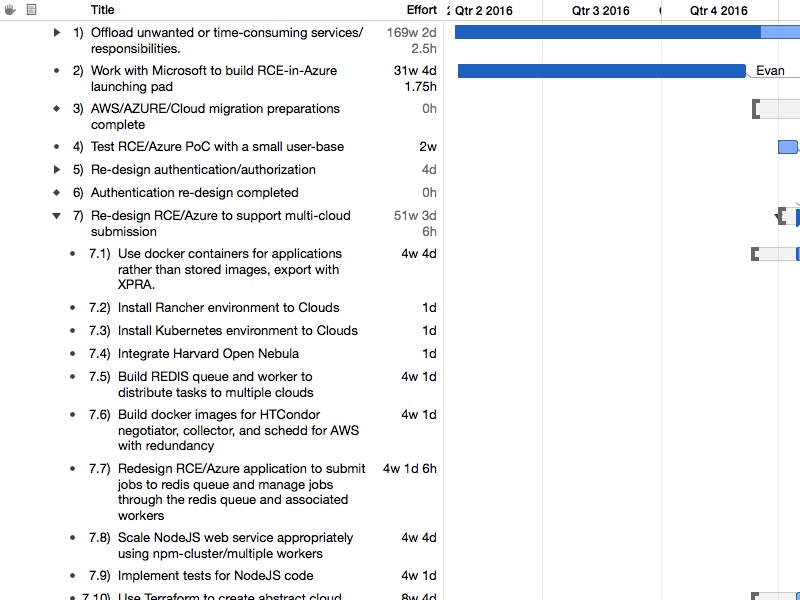 Title Effort 2 Qtr 2 2016 Qtr 3 2016 Qtr 4 2016
1) Offload unwanted or time-consuming services/ 169w 2d
responsibilities. 2.5h
2) Work with Microsoft to build RCE-in-Azure 31w 4d Evan
launching pad 1.75h
3) AWS/AZURE/Cloud migration preparations 0h
complete
4) Test RCE/Azure PoC with a small user-base 2w
5) Re-design authentication/authorization 4d
6) Authentication re-design completed 0h
7) Re-design RCE/Azure to support multi-cloud 51w 3d
submission 6h
7.1) Use docker containers for applications 4w 4d
rather than stored images, export with
XPRA.
7.2) Install Rancher environment to Clouds 1d
7.3) Install Kubernetes environment to Clouds 1d
7.4) Integrate Harvard Open Nebula 1d
7.5) Build REDIS queue and worker to 4w 1d
distribute tasks to multiple clouds
7.6) Build docker images for HTCondor 4w 1d
negotiator, collector, and schedd for AWS
with redundancy
7.7) Redesign RCE/Azure application to submit 4w 1d 6h
jobs to redis queue and manage jobs
through the redis queue and associated
workers
7.8) Scale NodeJS web service appropriately 4w 4d
using npm-cluster/multiple workers
7.9) Implement tests for NodeJS code 4w 1d
7.10) Use Terraform to create abstract cloud 8w 4d